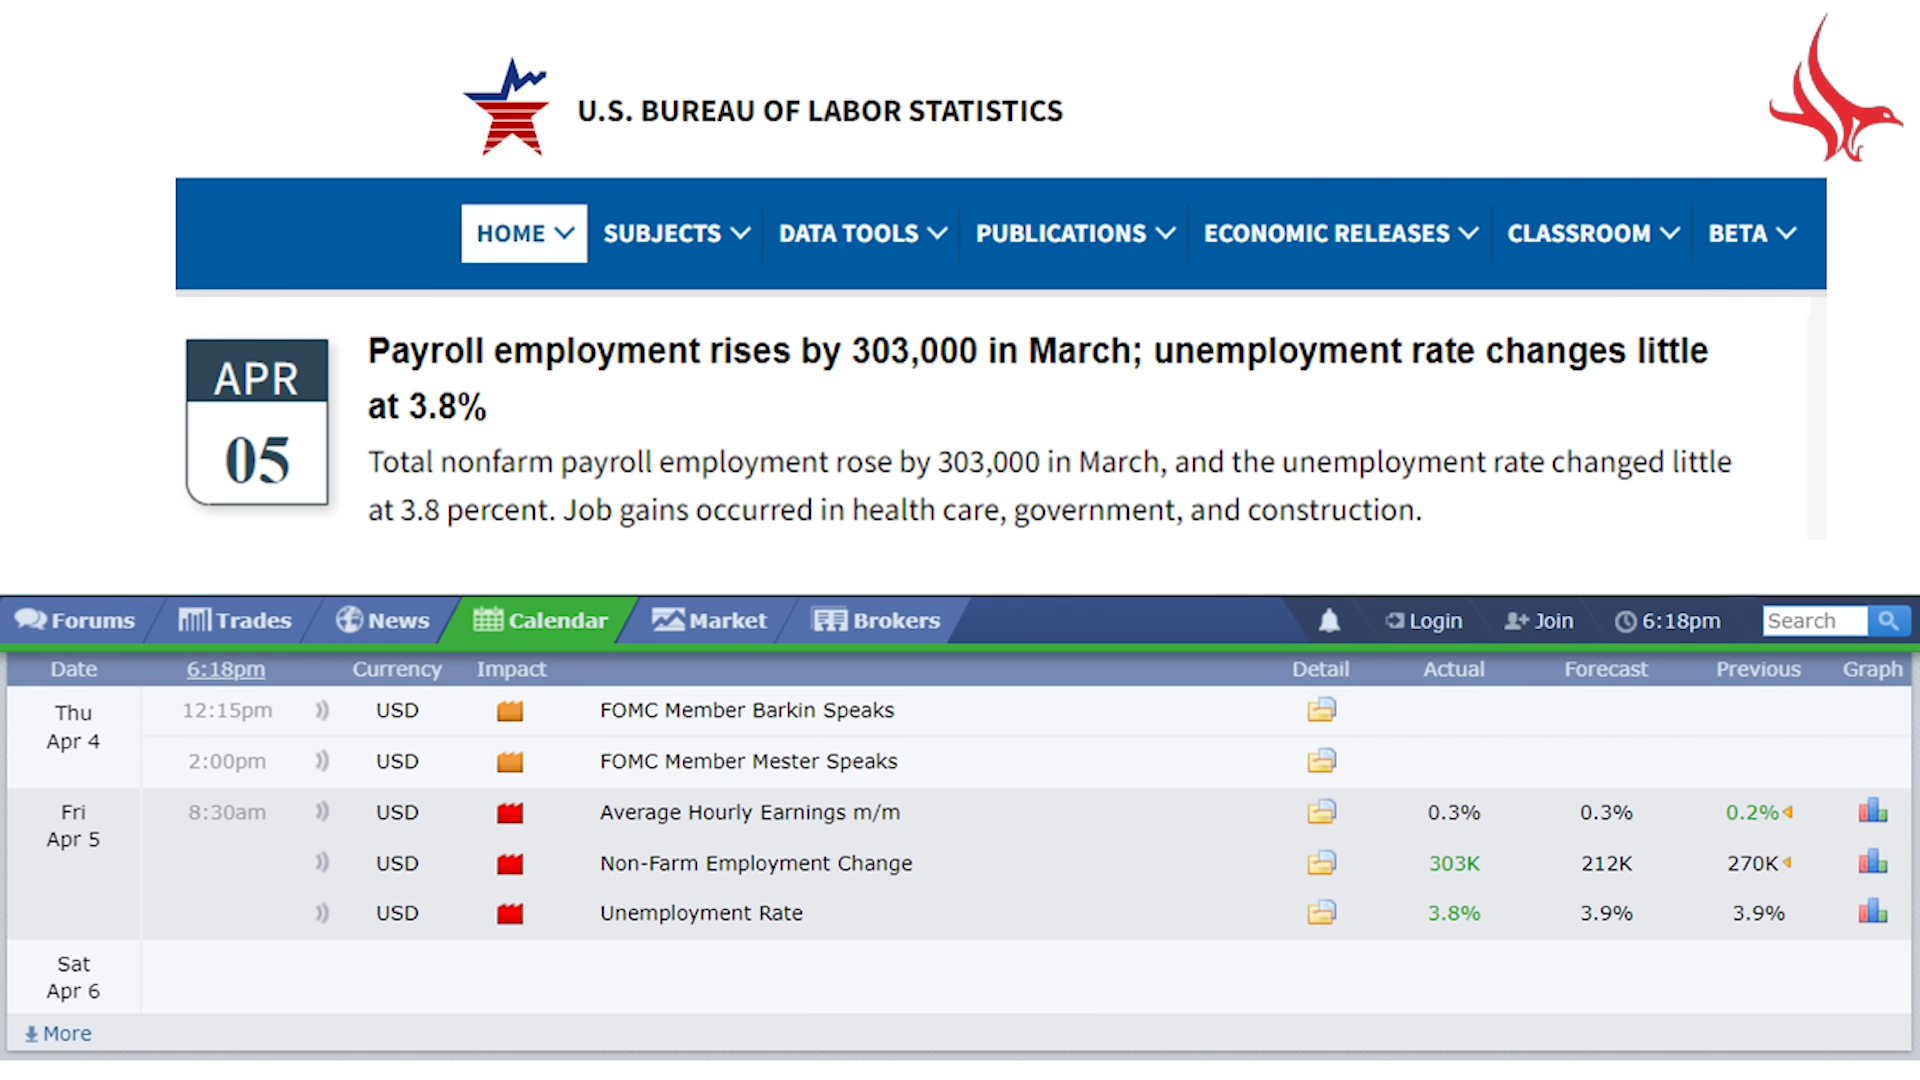 U.S. BUREAU OF LABOR STATISTICS
HOME SUBJECTS DATA TOOLS PUBLICATIONS ECONOMIC RELEASES CLASSROOM BETA
APR
05
Payroll employment rises by 303,000 in March; unemployment rate changes little
at 3.8%
Total nonfarm payroll employment rose by 303,000 in March, and the unemployment rate changed little
at 3.8 percent. Job gains occurred in health care, government, and construction.
Forums Trades News Calendar Market Brokers Login Join 6:18pm Search
Date 6:18pm Currency Impact Detail Actual Forecast Previous Graph
Thu
Apr 4
12:15pm USD FOMC Member Barkin Speaks
2:00pm USD FOMC Member Mester Speaks
Fri
Apr 5
8:30am USD Average Hourly Earnings m/m 0.3% 0.3% 0.2%
USD Non-Farm Employment Change 303K 212K 270K
USD Unemployment Rate 3.8% 3.9% 3.9%
Sat
Apr 6
More